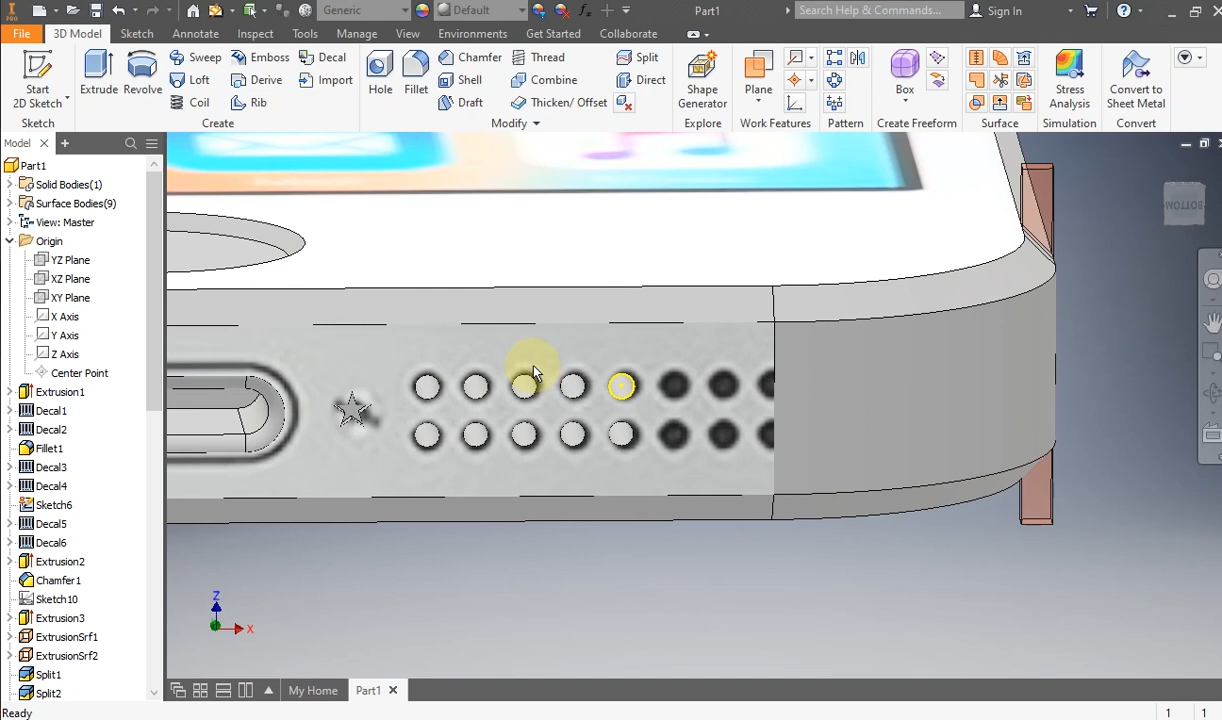 PRO
Generic
Default
Part1
Search Help & Commands...
Sign In
File
3D Model
Sketch
Annotate
Inspect
Tools
Manage
View
Environments
Get Started
Collaborate
Start
2D Sketch
Sketch
Extrude
Revolve
Sweep
Loft
Coil
Emboss
Derive
Rib
Decal
Import
Create
Hole
Fillet
Chamfer
Shell
Draft
Thread
Combine
Thicken/ Offset
Split
Direct
Modify
Shape
Generator
Explore
Plane
Work Features
Pattern
Box
Create Freeform
Surface
Stress
Analysis
Simulation
Convert to
Sheet Metal
Convert
Model
Part1
Solid Bodies(1)
Surface Bodies(9)
View: Master
Origin
YZ Plane
XZ Plane
XY Plane
X Axis
Y Axis
Z Axis
Center Point
Extrusion1
Decal1
Decal2
Fillet1
Decal3
Decal4
Sketch6
Decal5
Decal6
Extrusion2
Chamfer1
Sketch10
Extrusion3
ExtrusionSrf1
ExtrusionSrf2
Split1
Split2
BOTTOM
Z
X
My Home
Part1
Ready
1
1